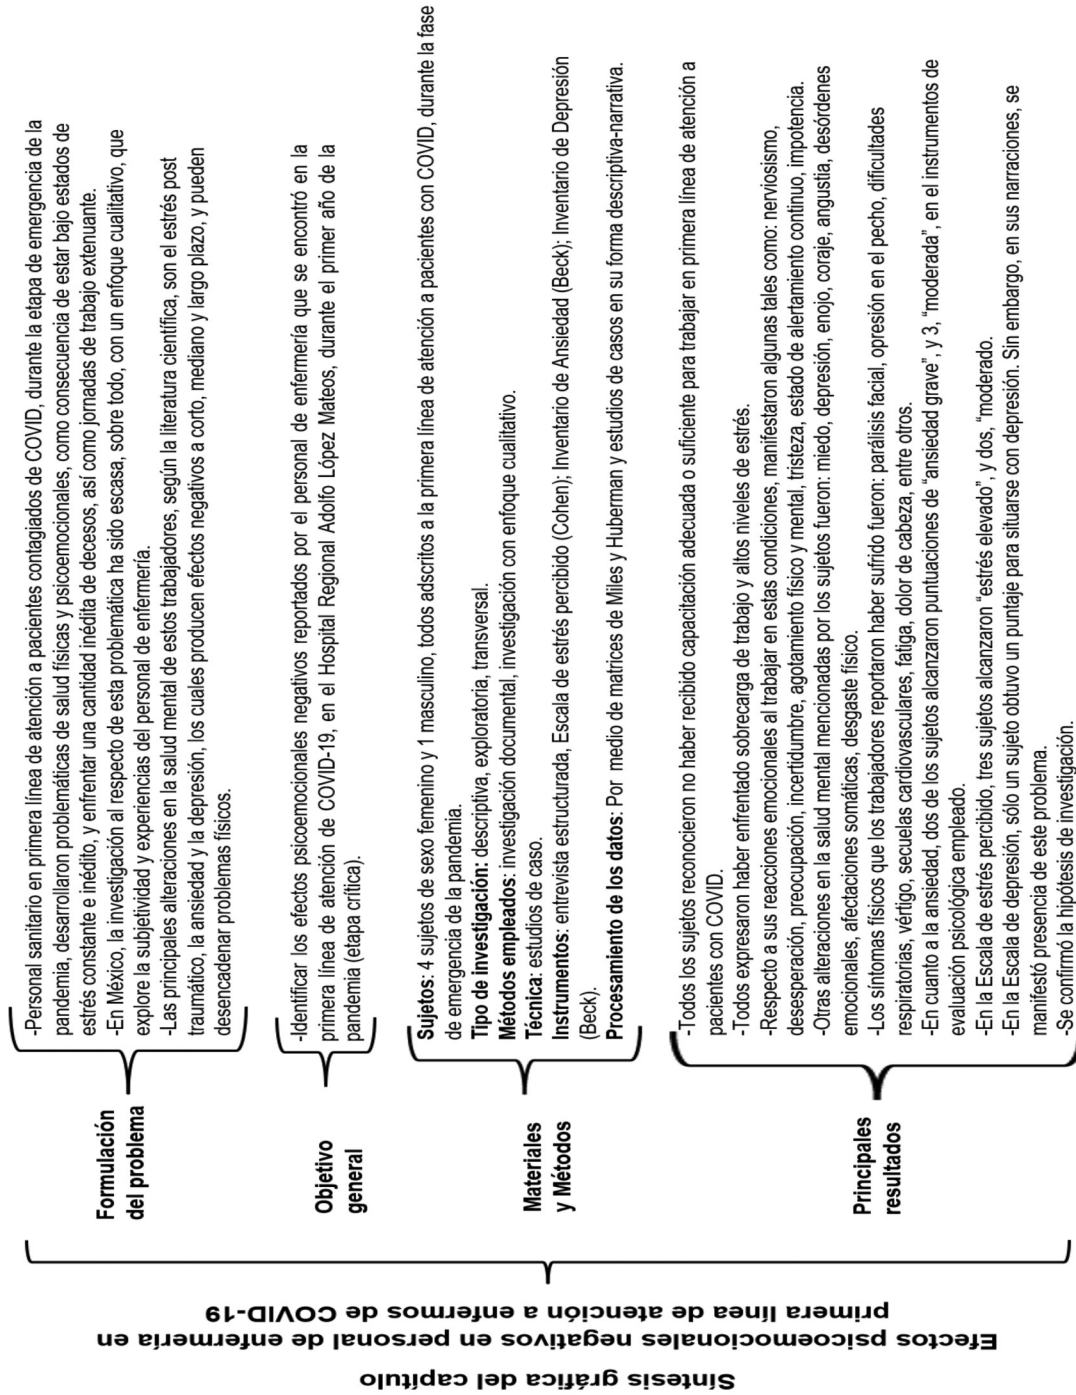 Síntesis gráfica del capítulo
Efectos psicoemocionales negativos en personal de enfermería en
primera línea de atención a enfermos de COVID-19
Formulación
del problema
-Personal sanitario en primera línea de atención a pacientes contagiados de COVID, durante la etapa de emergencia de la
pandemia, desarrollaron problemáticas de salud físicas y psicoemocionales, como consecuencia de estar bajo estados de
estrés constante e inédito, y enfrentar una cantidad inédita de decesos, así como jornadas de trabajo extenuante.
-En México, la investigación al respecto de esta problemática ha sido escasa, sobre todo, con un enfoque cualitativo, que
explore la subjetividad y experiencias del personal de enfermería.
-Las principales alteraciones en la salud mental de estos trabajadores, según la literatura científica, son el estrés post
traumático, la ansiedad y la depresión, los cuales producen efectos negativos a corto, mediano y largo plazo, y pueden
desencadenar problemas físicos.
Objetivo
general
-Identificar los efectos psicoemocionales negativos reportados por el personal de enfermería que se encontró en la
primera línea de atención de COVID-19, en el Hospital Regional Adolfo López Mateos, durante el primer año de la
pandemia (etapa crítica).
Materiales
y Métodos
Sujetos: 4 sujetos de sexo femenino y 1 masculino, todos adscritos a la primera línea de atención a pacientes con COVID, durante la fase
de emergencia de la pandemia.
Tipo de investigación: descriptiva, exploratoria, transversal.
Métodos empleados: investigación documental, investigación con enfoque cualitativo.
Técnica: estudios de caso.
Instrumentos: entrevista estructurada, Escala de estrés percibido (Cohen); Inventario de Ansiedad (Beck); Inventario de Depresión
(Beck).
Procesamiento de los datos: Por medio de matrices de Miles y Huberman y estudios de casos en su forma descriptiva-narrativa.
Principales
resultados
-Todos los sujetos reconocieron no haber recibido capacitación adecuada o suficiente para trabajar en primera línea de atención a
pacientes con COVID.
-Todos expresaron haber enfrentado sobrecarga de trabajo y altos niveles de estrés.
-Respecto a sus reacciones emocionales al trabajar en estas condiciones, manifestaron algunas tales como: nerviosismo,
desesperación, preocupación, incertidumbre, agotamiento físico y mental, tristeza, estado de alertamiento continuo, impotencia.
-Otras alteraciones en la salud mental mencionadas por los sujetos fueron: miedo, depresión, enojo, coraje, angustia, desórdenes
emocionales, afectaciones somáticas, desgaste físico.
-Los síntomas físicos que los trabajadores reportaron haber sufrido fueron: parálisis facial, opresión en el pecho, dificultades
respiratorias, vértigo, secuelas cardiovasculares, fatiga, dolor de cabeza, entre otros.
-En cuanto a la ansiedad, dos de los sujetos alcanzaron puntuaciones de "ansiedad grave", y 3, "moderada", en el instrumentos de
evaluación psicológica empleado.
-En la Escala de estrés percibido, tres sujetos alcanzaron "estrés elevado", y dos, "moderado.
-En la Escala de depresión, sólo un sujeto obtuvo un puntaje para situarse con depresión. Sin embargo, en sus narraciones, se
manifestó presencia de este problema.
-Se confirmó la hipótesis de investigación.